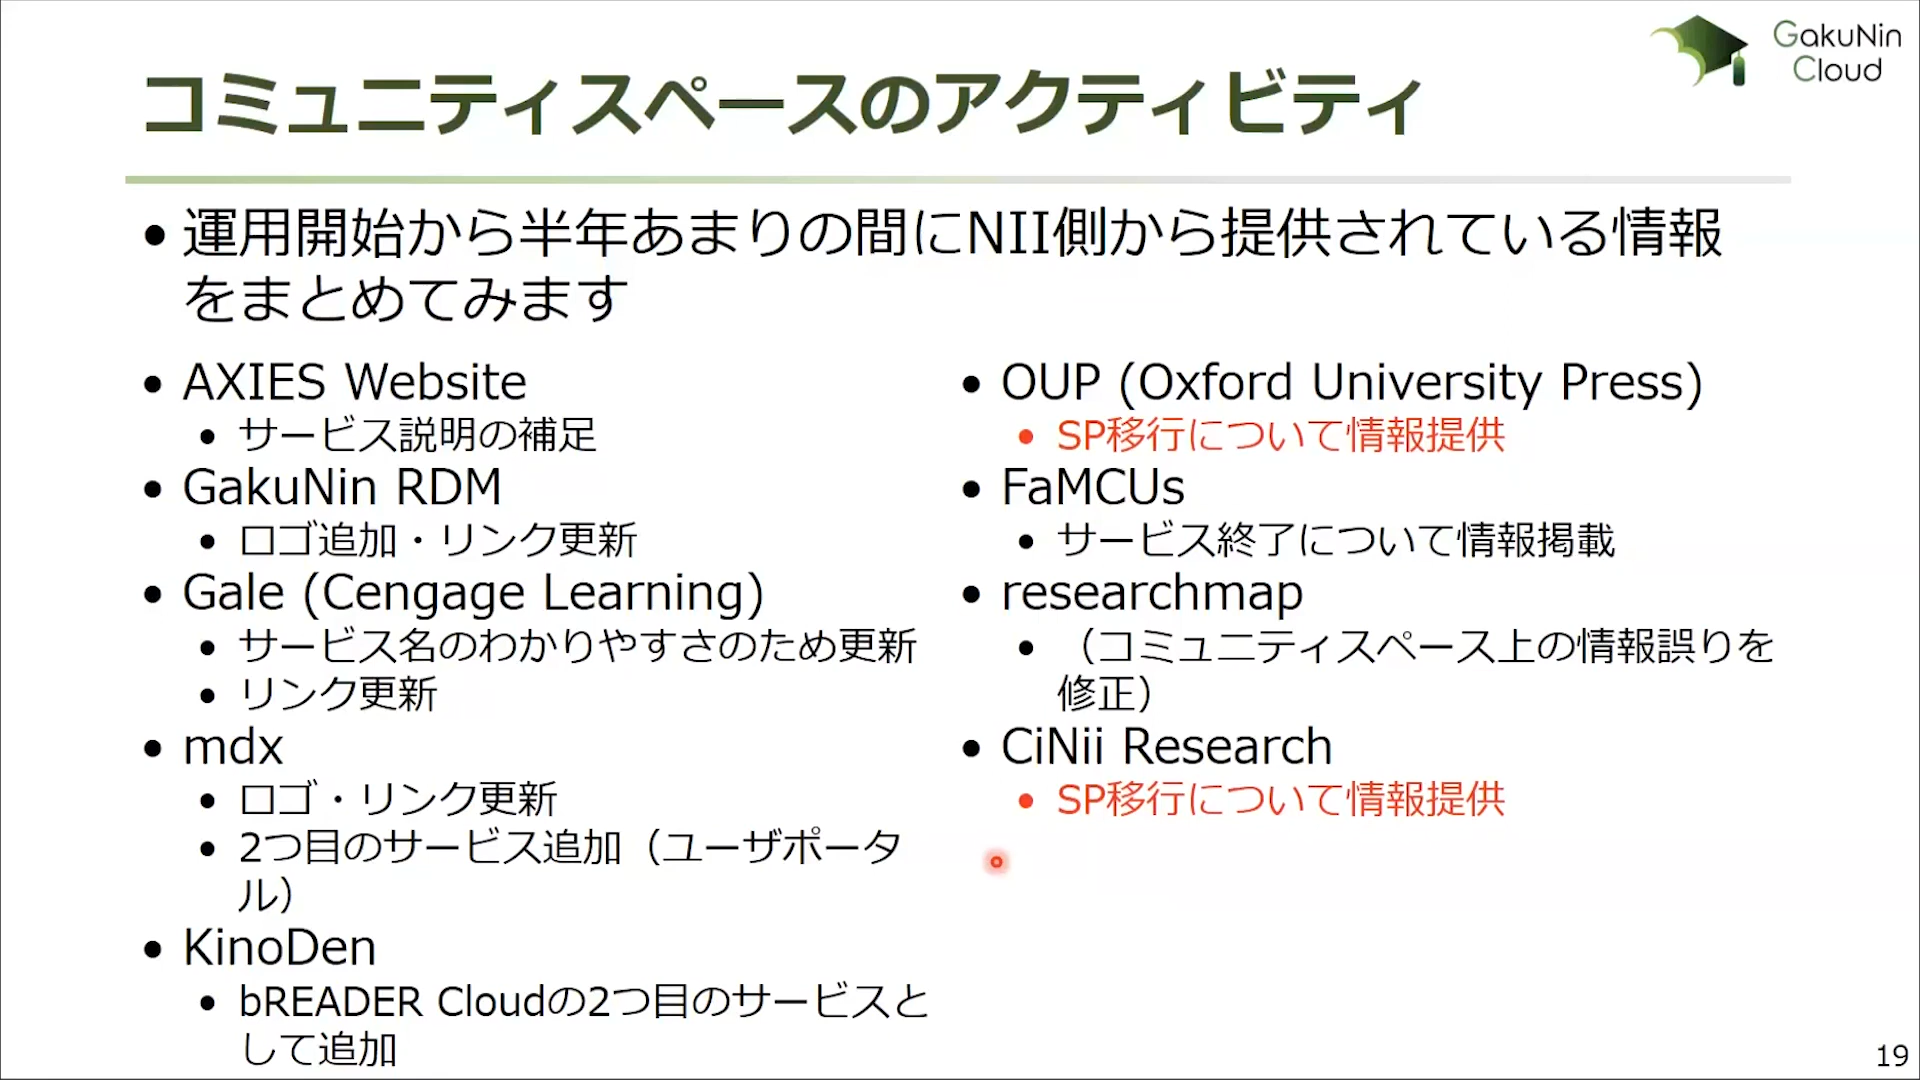 GakuNin
Cloud
コミュニティスペースのアクティビティ
• 運用開始から半年あまりの間にNII側から提供されている情報
をまとめてみます
• AXIES Website
• サービス説明の補足
• GakuNin RDM
• ロゴ追加・リンク更新
• Gale (Cengage Learning)
• サービス名のわかりやすさのため更新
• リンク更新
• mdx
• ロゴ・リンク更新
• 2つ目のサービス追加（ユーザポータ
ル）
• KinoDen
• bREADER Cloudの2つ目のサービスと
して追加
• OUP (Oxford University Press)
• SP移行について情報提供
• FaMCUs
• サービス終了について情報掲載
• researchmap
• （コミュニティスペース上の情報誤りを
修正）
• CiNii Research
• SP移行について情報提供
19